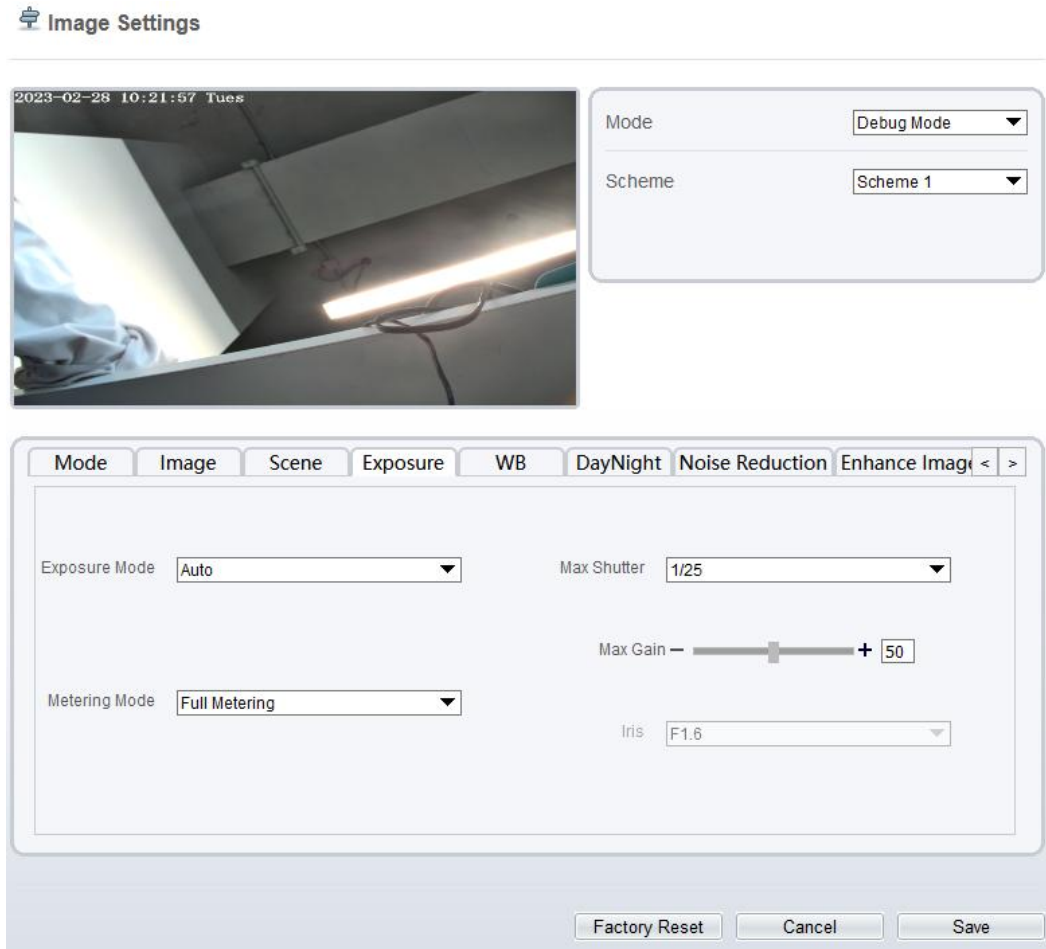 Image Settings
2023-02-28 10:21:57 Tues
Mode Debug Mode
Scheme Scheme 1
Mode Image Scene Exposure WB DayNight Noise Reduction Enhance Image < >
Exposure Mode Auto Max Shutter 1/25
Max Gain − + 50
Metering Mode Full Metering
Iris F1.6
Factory Reset Cancel Save